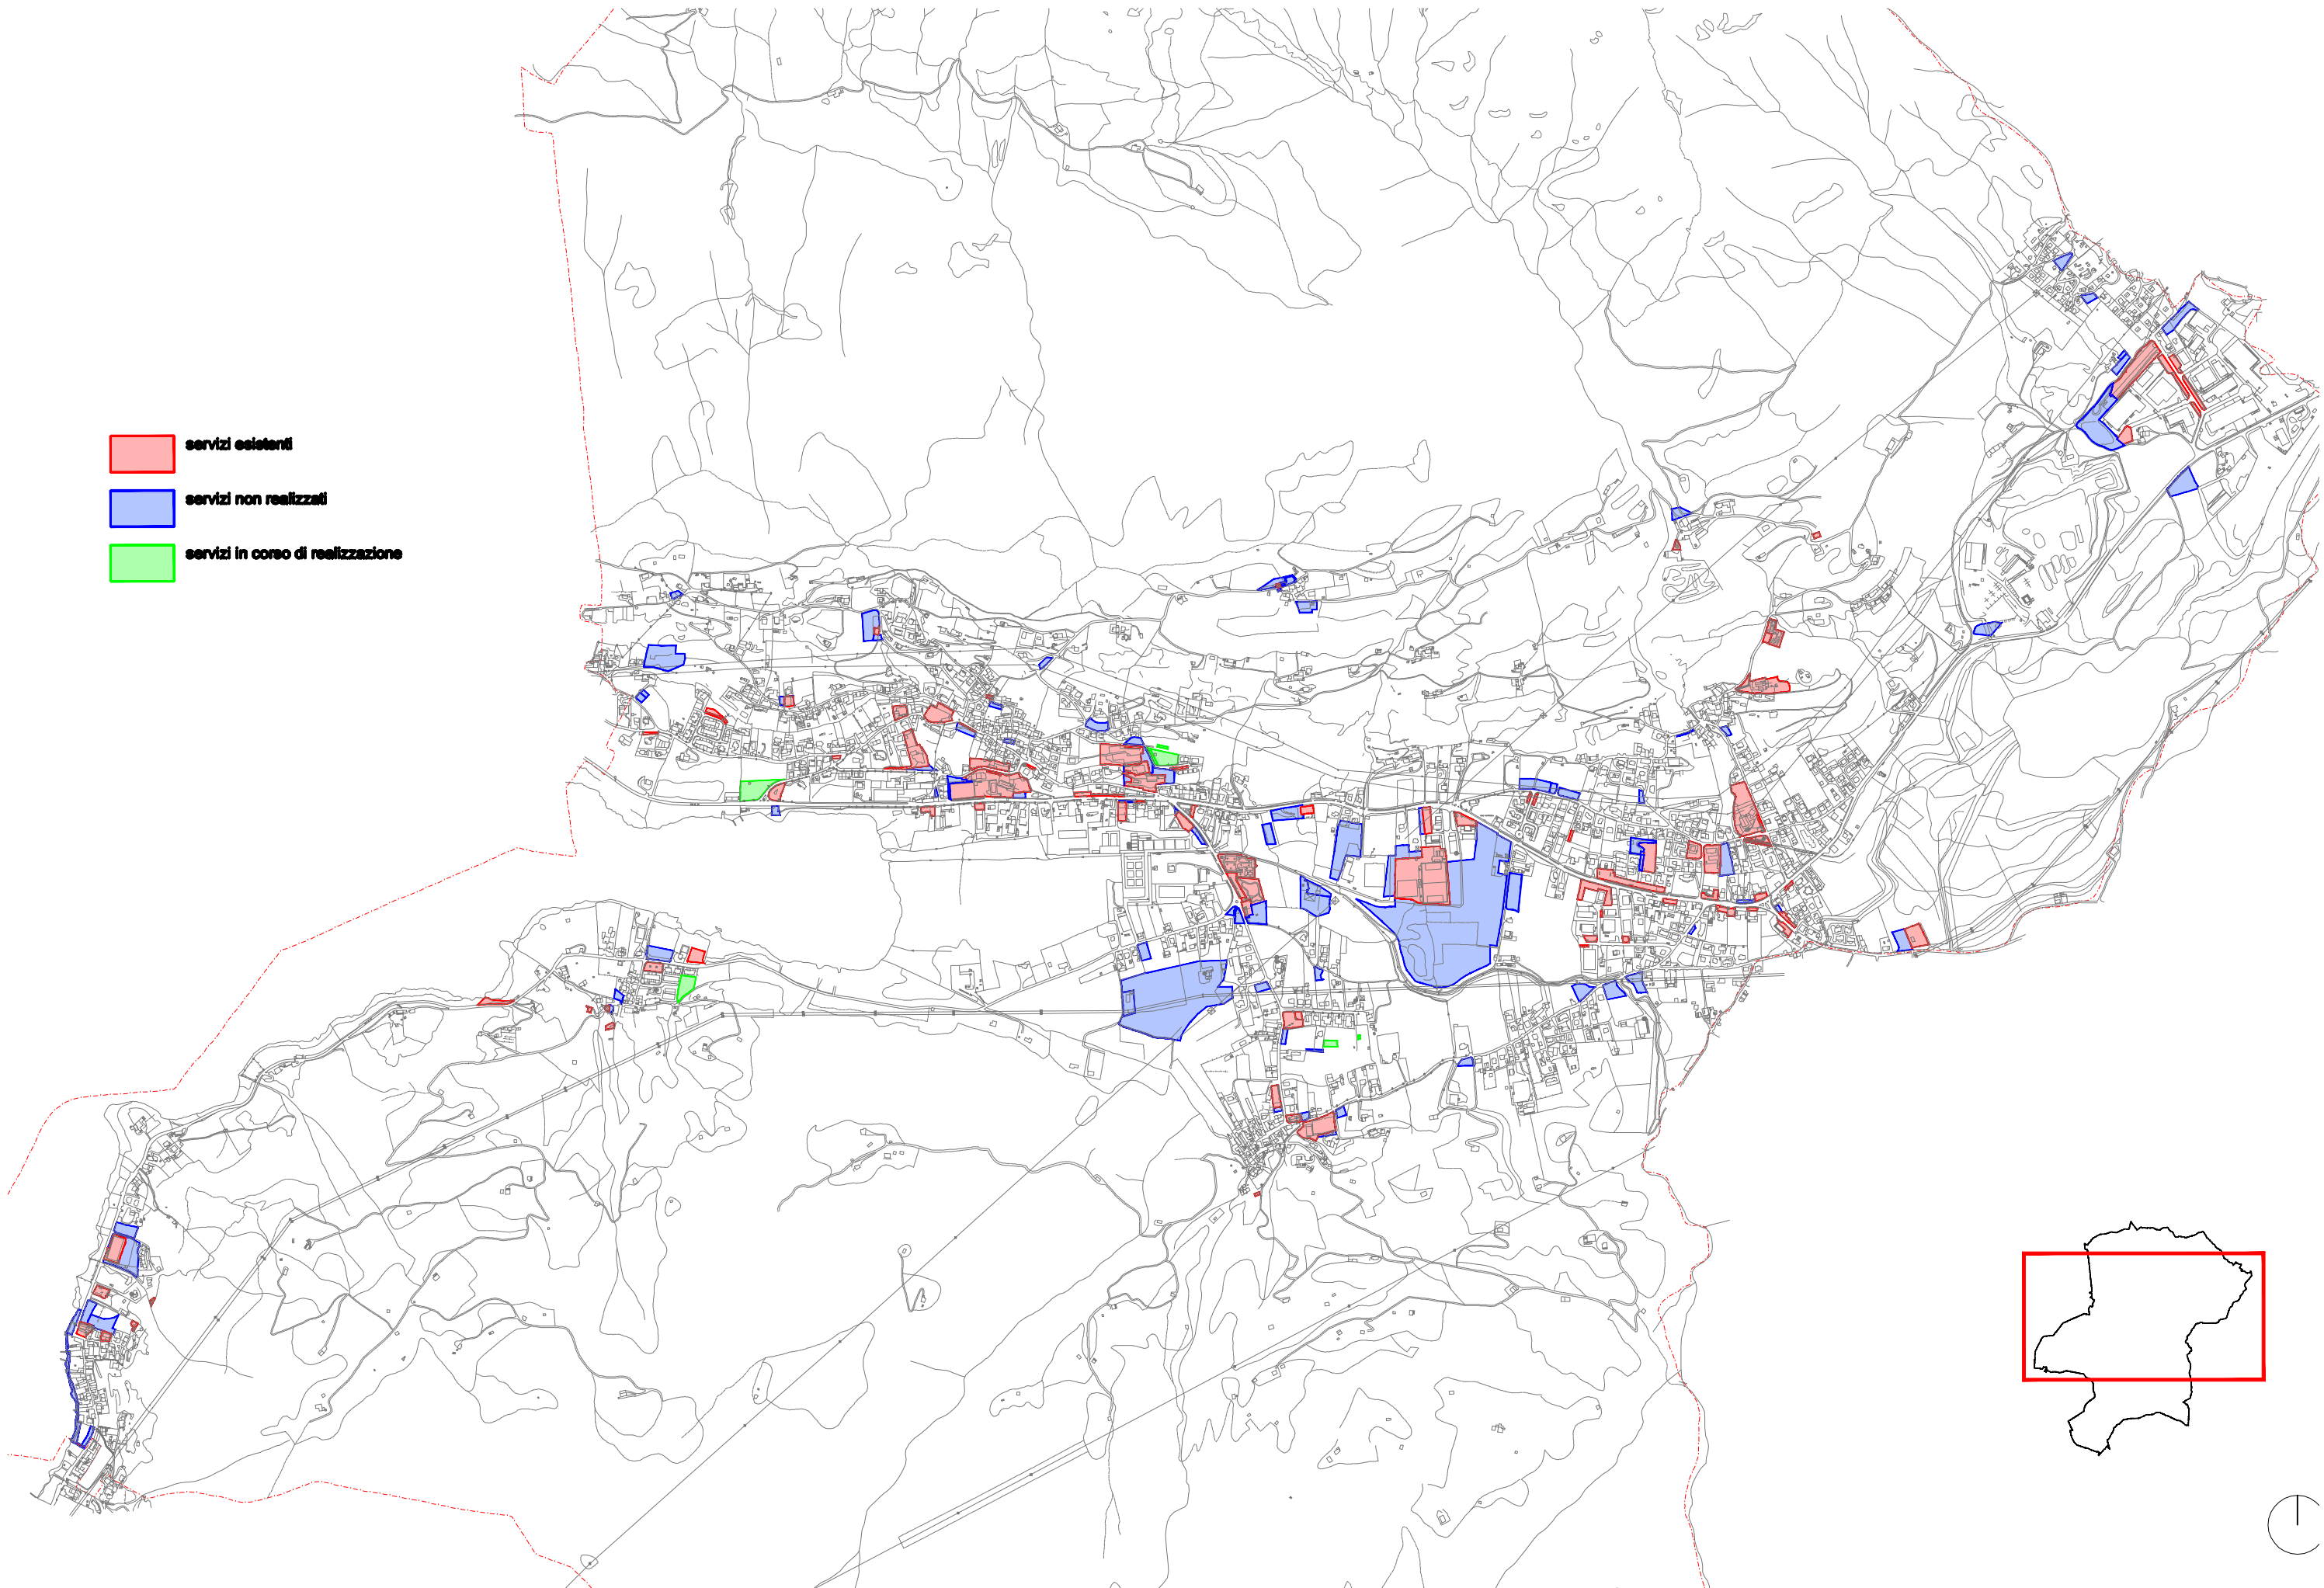 servizi esistenti
servizi non realizzati
servizi in corso di realizzazione